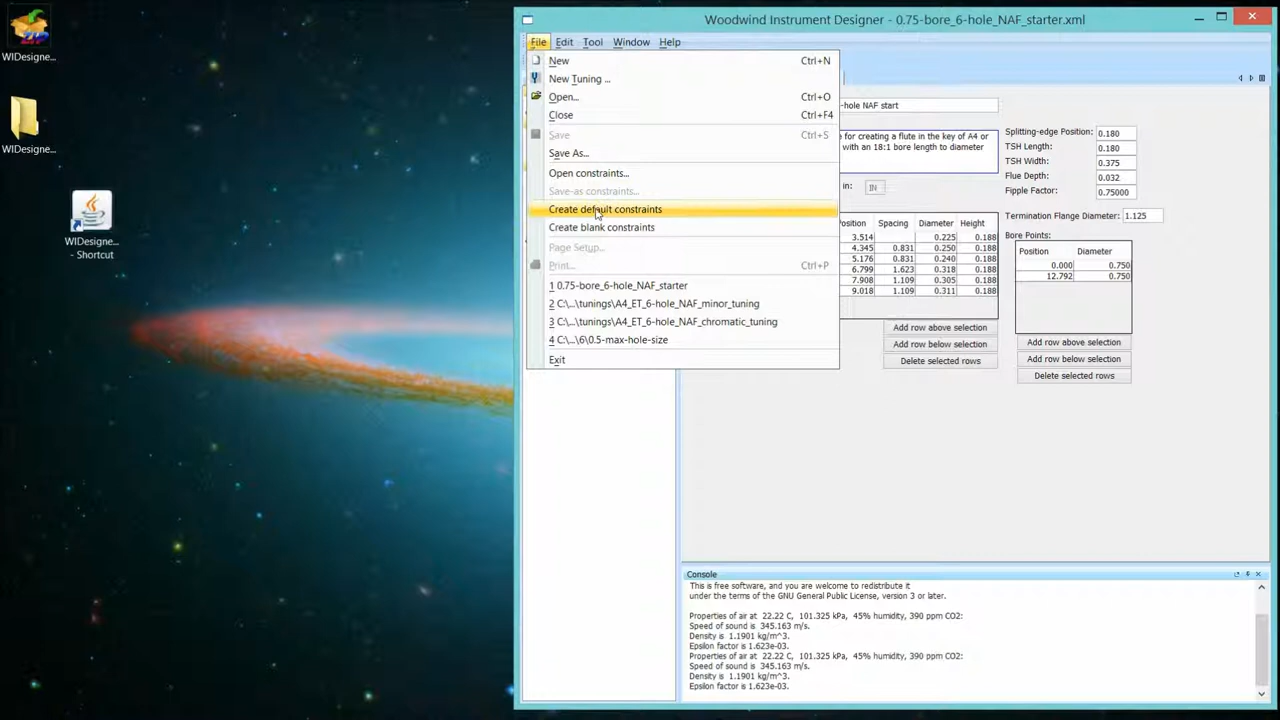 Woodwind Instrument Designer - 0.75-bore_6-hole_NAF_starter.xml
File Edit Tool Window Help
WIDesigne...
WIDesigne...
WIDesigne...
- Shortcut
New Ctrl+N
New Tuning ...
Open... Ctrl+O
Close Ctrl+F4
Save Ctrl+S
Save As...
Open constraints...
Save-as constraints...
Create default constraints
Create blank constraints
Page Setup...
Print... Ctrl+P
1 0.75-bore_6-hole_NAF_starter
2 C:\...\tunings\A4_ET_6-hole_NAF_minor_tuning
3 C:\...\tunings\A4_ET_6-hole_NAF_chromatic_tuning
4 C:\...\6\0.5-max-hole-size
Exit
-hole NAF start
e for creating a flute in the key of A4 or
with an 18:1 bore length to diameter
in: IN
Position Spacing Diameter Height
3.514 0.225 0.188
4.345 0.831 0.250 0.188
5.176 0.831 0.240 0.188
6.799 1.623 0.318 0.188
7.908 1.109 0.305 0.188
9.018 1.109 0.311 0.188
Add row above selection
Add row below selection
Delete selected rows
Splitting-edge Position: 0.180
TSH Length: 0.180
TSH Width: 0.375
Flue Depth: 0.032
Fipple Factor: 0.75000
Termination Flange Diameter: 1.125
Bore Points:
Position Diameter
0.000 0.750
12.792 0.750
Add row above selection
Add row below selection
Delete selected rows
Console
This is free software, and you are welcome to redistribute it
under the terms of the GNU General Public License, version 3 or later.
Properties of air at 22.22 C, 101.325 kPa, 45% humidity, 390 ppm CO2:
Speed of sound is 345.163 m/s.
Density is 1.1901 kg/m^3.
Epsilon factor is 1.623e-03.
Properties of air at 22.22 C, 101.325 kPa, 45% humidity, 390 ppm CO2:
Speed of sound is 345.163 m/s.
Density is 1.1901 kg/m^3.
Epsilon factor is 1.623e-03.